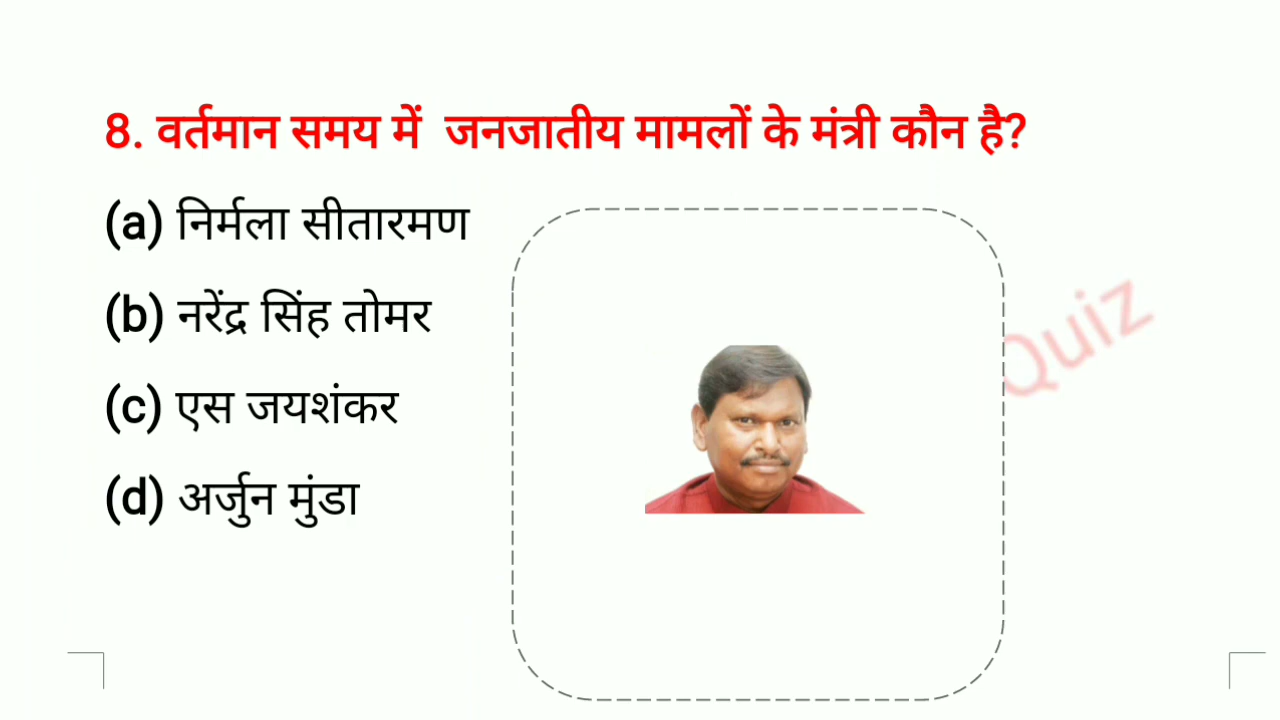 8. वर्तमान समय में जनजातीय मामलों के मंत्री कौन है?
(a) निर्मला सीतारमण
(b) नरेंद्र सिंह तोमर
(c) एस जयशंकर
(d) अर्जुन मुंडा
Quiz